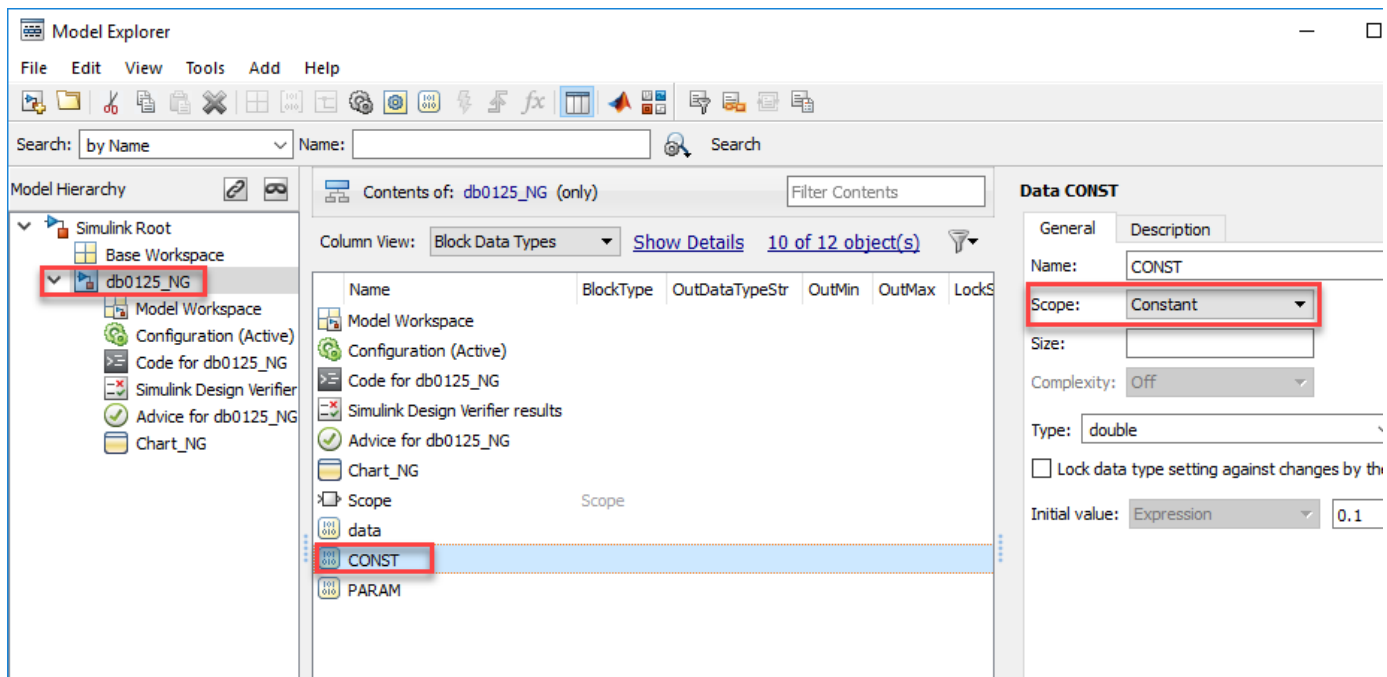 Model Explorer
File Edit View Tools Add Help
Search: by Name Name: Search
Model Hierarchy
Simulink Root
Base Workspace
db0125_NG
Model Workspace
Configuration (Active)
Code for db0125_NG
Simulink Design Verifier
Advice for db0125_NG
Chart_NG
Contents of: db0125_NG (only) Filter Contents
Column View: Block Data Types Show Details 10 of 12 object(s)
Name BlockType OutDataTypeStr OutMin OutMax LockS
Model Workspace
Configuration (Active)
Code for db0125_NG
Simulink Design Verifier results
Advice for db0125_NG
Chart_NG
Scope Scope
data
CONST
PARAM
Data CONST
General Description
Name: CONST
Scope: Constant
Size:
Complexity: Off
Type: double
Lock data type setting against changes by the
Initial value: Expression 0.1